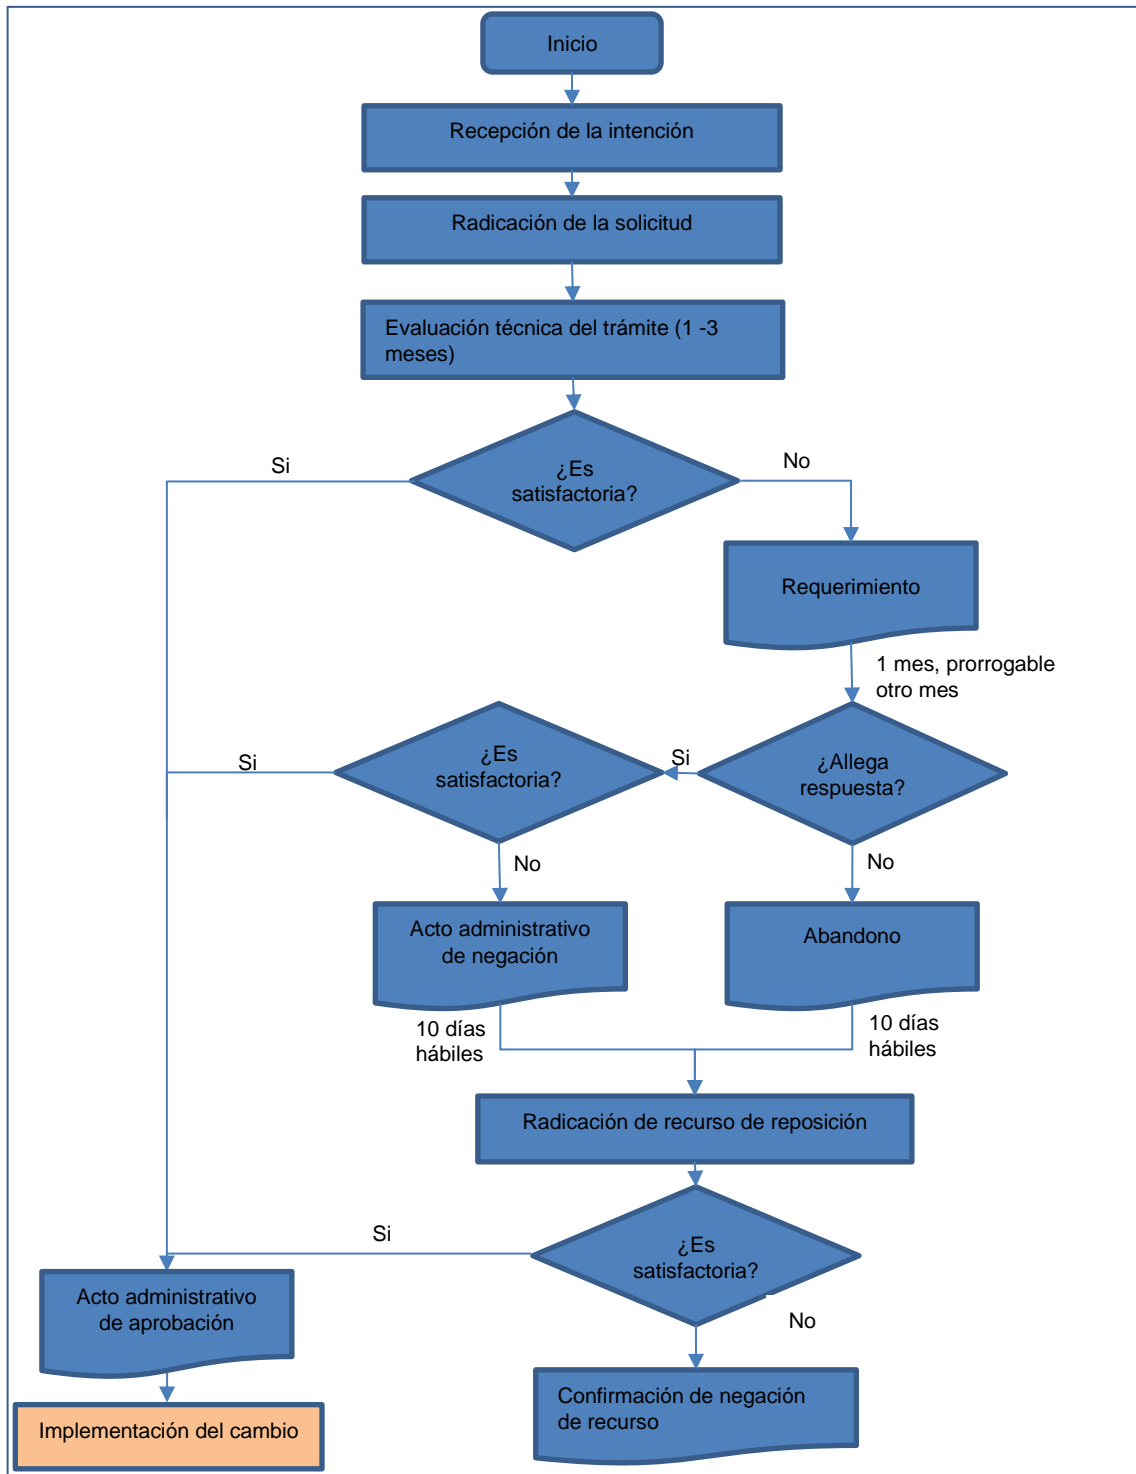 Inicio
Recepción de la intención
Radicación de la solicitud
Evaluación técnica del trámite (1 -3
meses)
Si
¿Es
satisfactoria?
No
Requerimiento
1 mes, prorrogable
otro mes
Si
¿Es
satisfactoria?
Si
¿Allega
respuesta?
No
No
Acto administrativo
de negación
Abandono
10 días
hábiles
10 días
hábiles
Radicación de recurso de reposición
Si
¿Es
satisfactoria?
Acto administrativo
de aprobación
No
Implementación del cambio
Confirmación de negación
de recurso